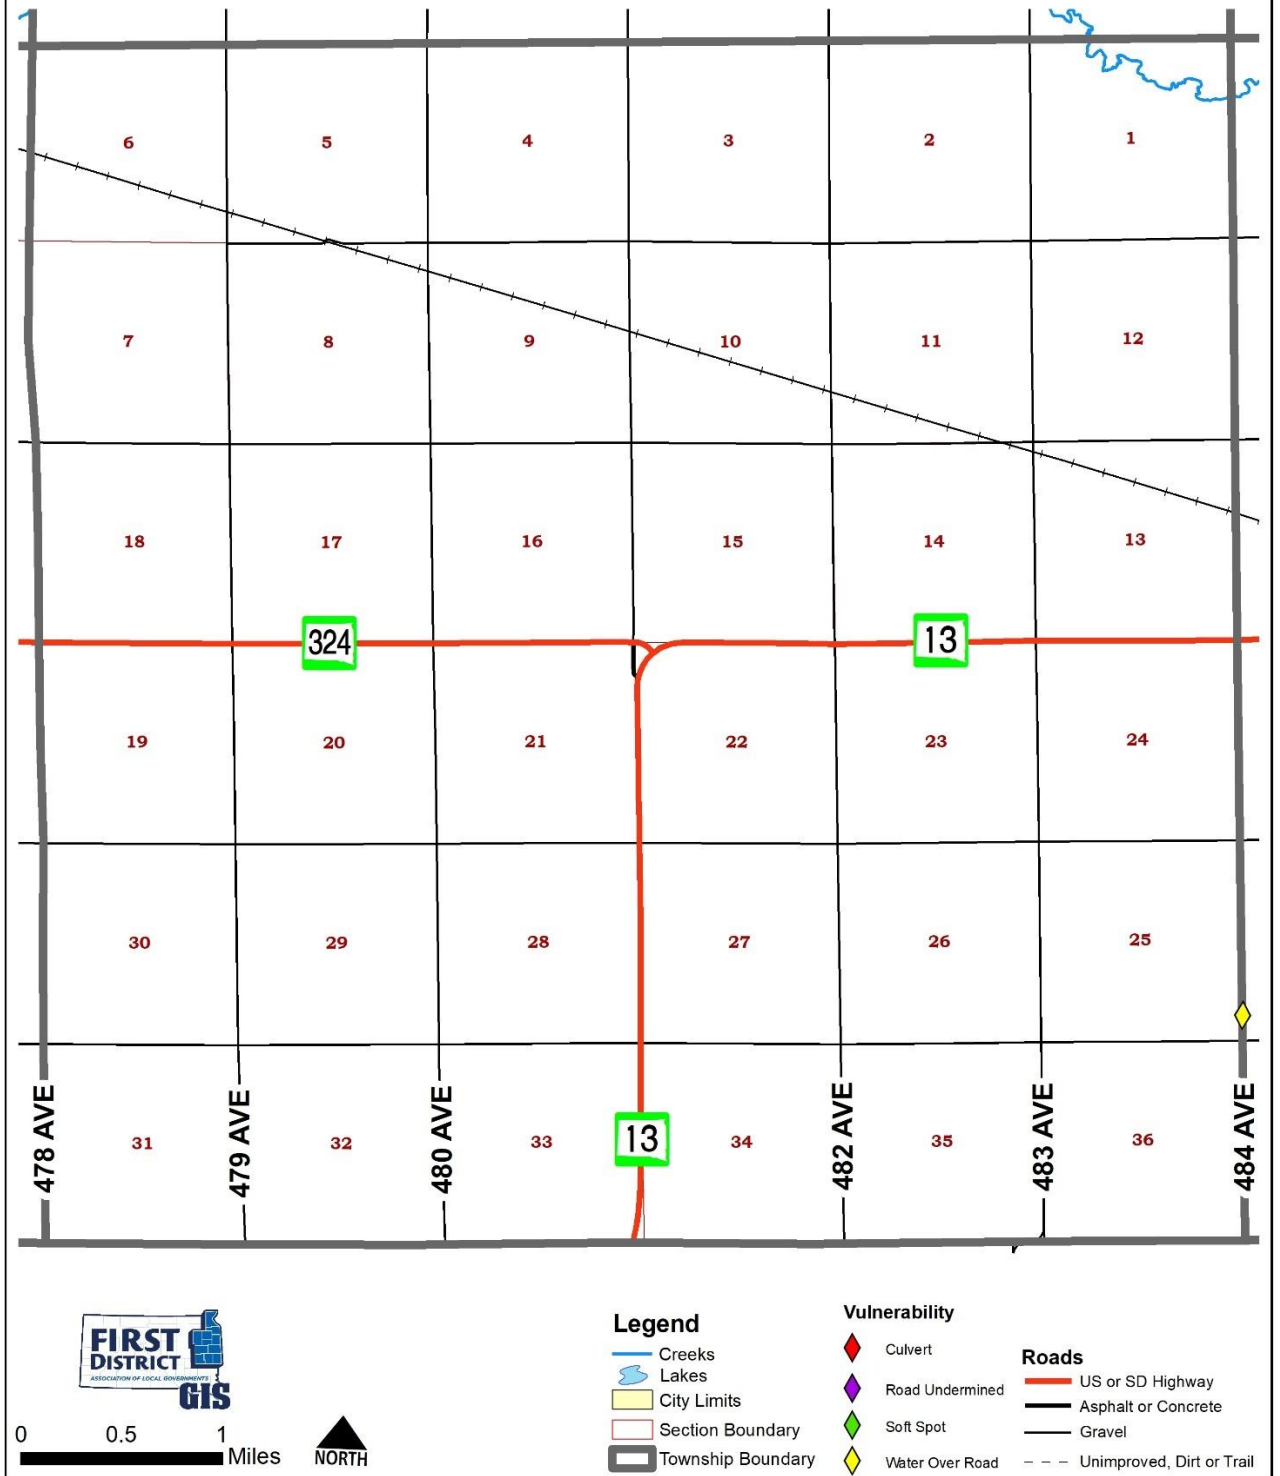 6 5 4 3 2 1
7 8 9 10 11 12
18 17 16 15 14 13
324 13
19 20 21 22 23 24
30 29 28 27 26 25
478 AVE
479 AVE
480 AVE
482 AVE
483 AVE
484 AVE
31 32 33 13 34 35 36
FIRST
DISTRICT
ASSOCIATION OF LOCAL GOVERNMENTS
GIS
0 0.5 1
Miles
NORTH
Legend
Creeks
Lakes
City Limits
Section Boundary
Township Boundary
Vulnerability
Culvert
Road Undermined
Soft Spot
Water Over Road
Roads
US or SD Highway
Asphalt or Concrete
Gravel
Unimproved, Dirt or Trail